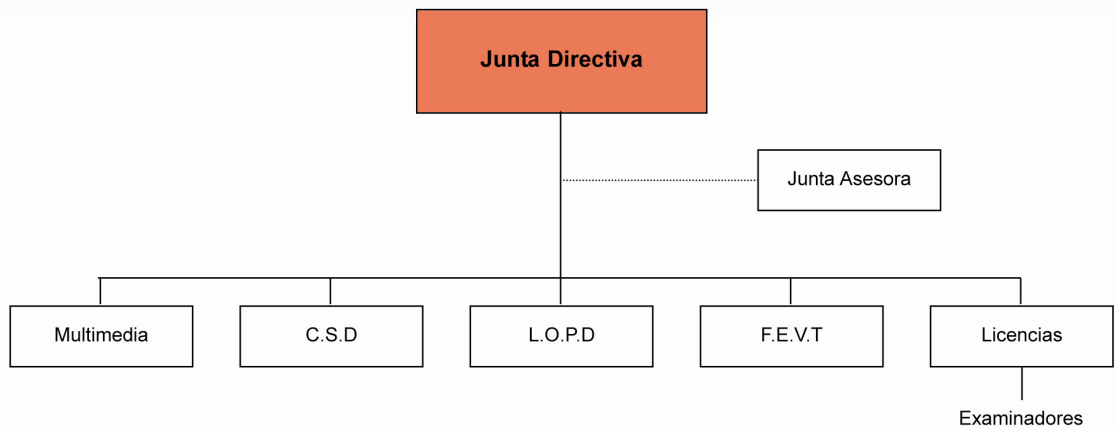 Junta Directiva
Junta Asesora
Multimedia
C.S.D
L.O.P.D
F.E.V.T
Licencias
Examinadores